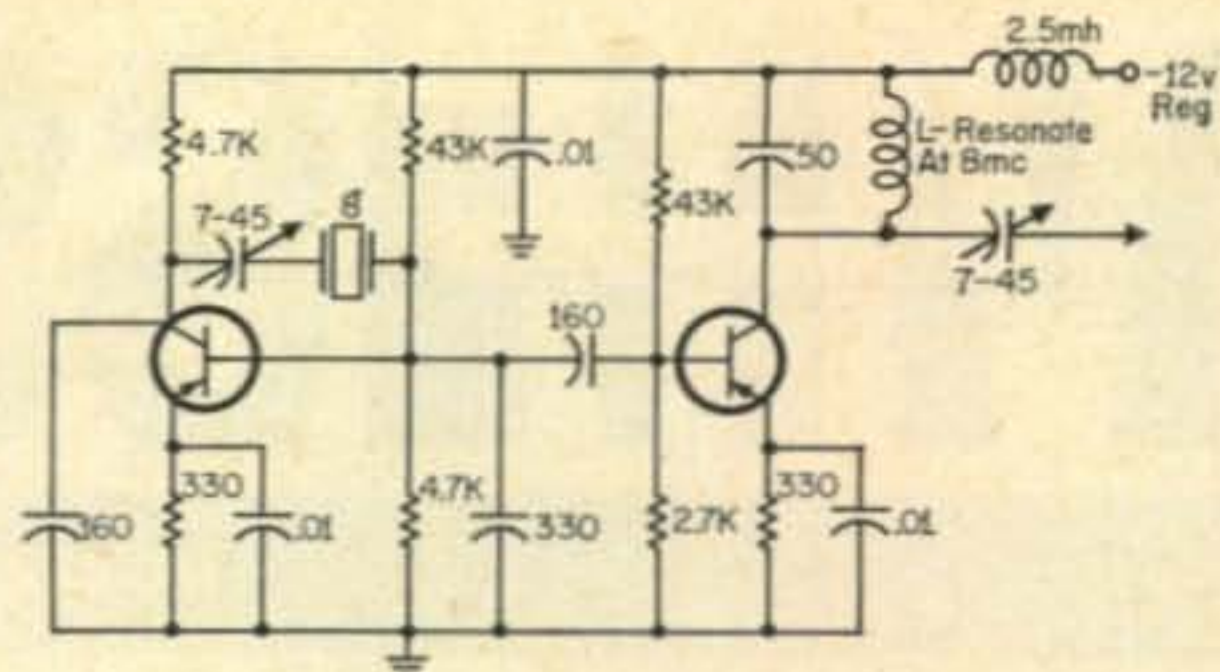 2.5mh
-12v
Reg
4.7K
43K
.01
50
L-Resonate
At 8mc
43K
7-45
8
7-45
160
330
4.7K
330
360
.01
330
2.7K
.01